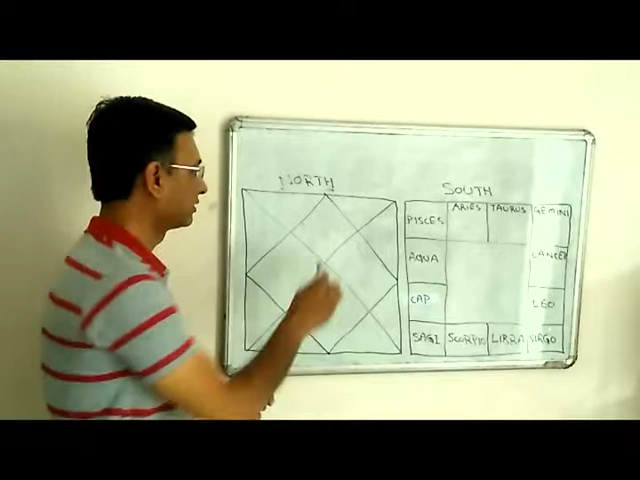 NORTH
SOUTH
PISCES ARIES TAURUS GEMINI
AQUA CANCER
CAP LEO
SAGI SCORPIO LIBRA VIRGO